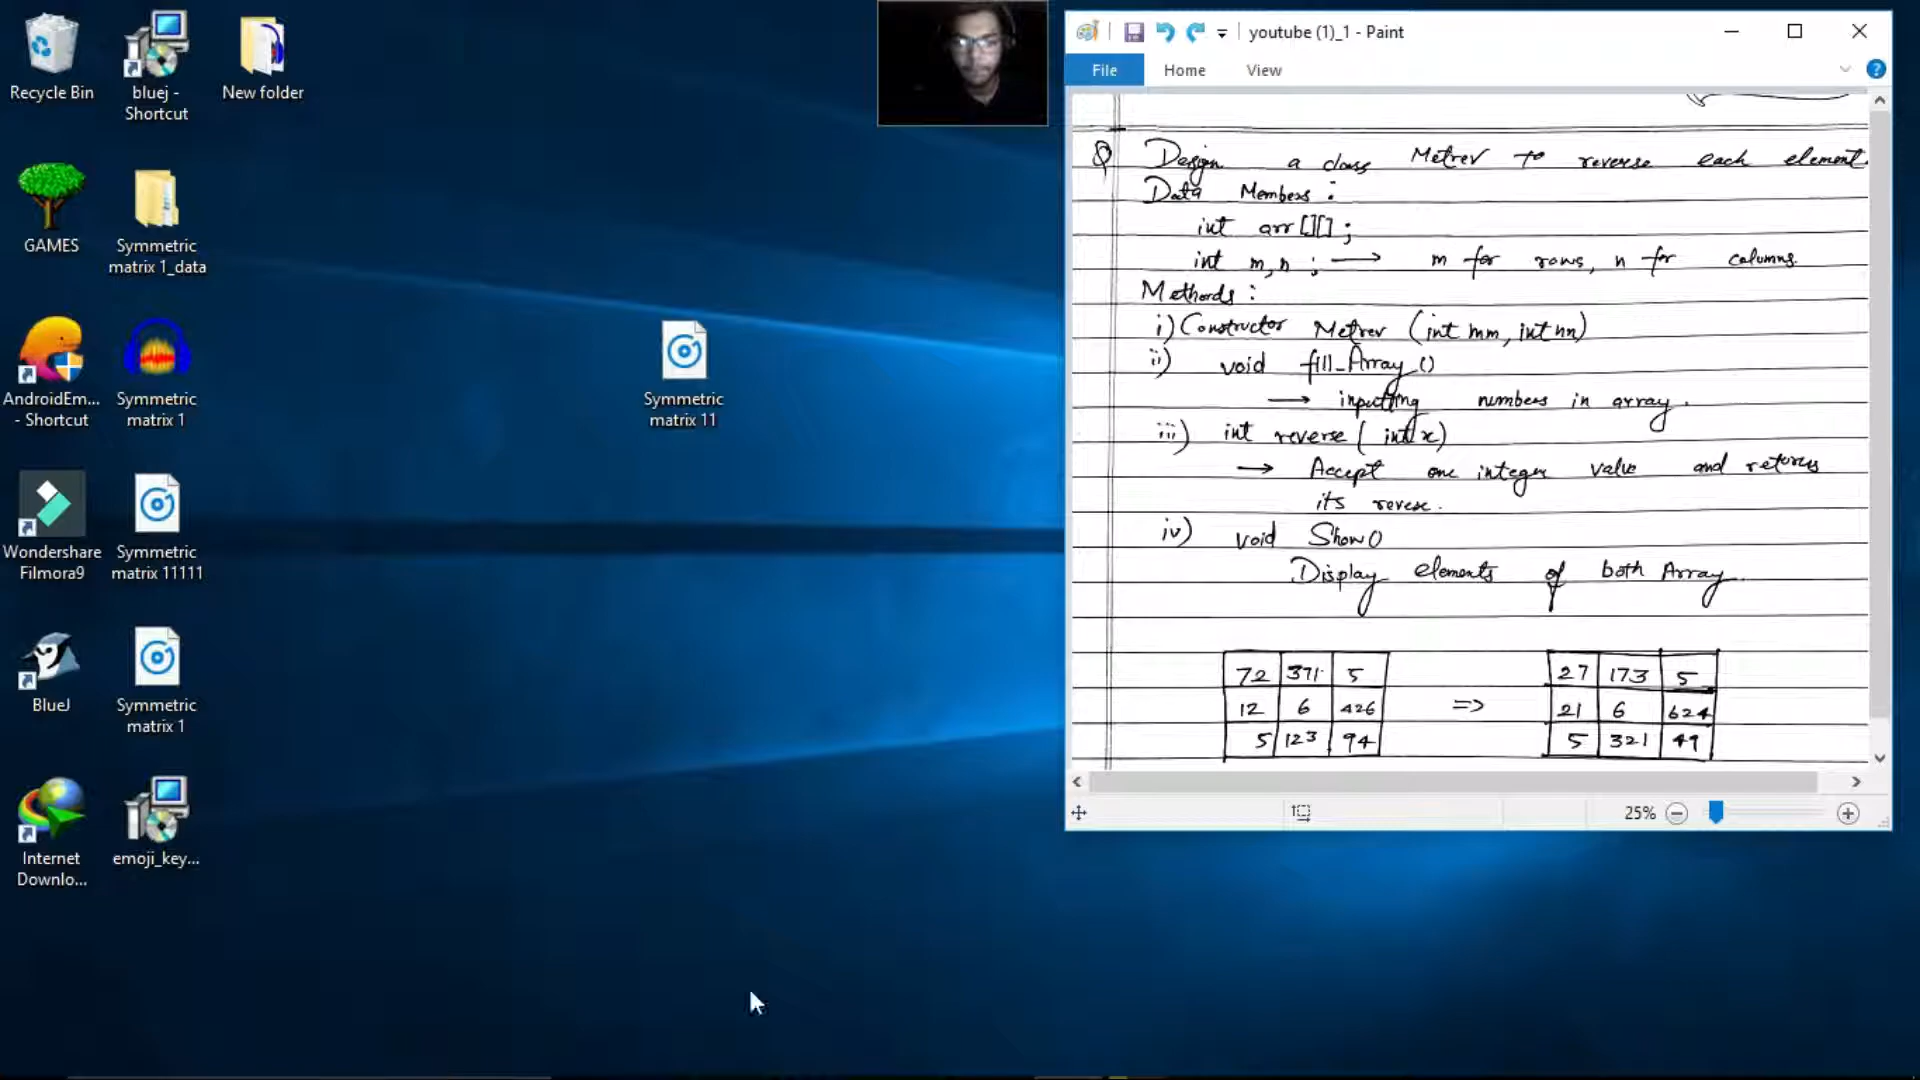 Recycle Bin
bluej -
Shortcut
New folder
GAMES
Symmetric
matrix 1_data
AndroidEm...
- Shortcut
Symmetric
matrix 1
Wondershare
Filmora9
Symmetric
matrix 11111
BlueJ
Symmetric
matrix 1
Internet
Downlo...
emoji_key...
Symmetric
matrix 11
youtube (1)_1 - Paint
File Home View
Q Design a class Metrev to reverse each element.
Data Members :
int arr[][] ;
int m,n ; → m for rows, n for columns.
Methords :
i) Constructor Metrev (int mm, int nn)
ii) void fill_Array ()
→ inputting numbers in array.
iii) int reverse ( int x)
→ Accept one integer value and returns
its revese.
iv) void Show()
Display elements of both Array.
72 371 5 27 173 5
12 6 426 => 21 6 624
5 123 94 5 321 49
25%